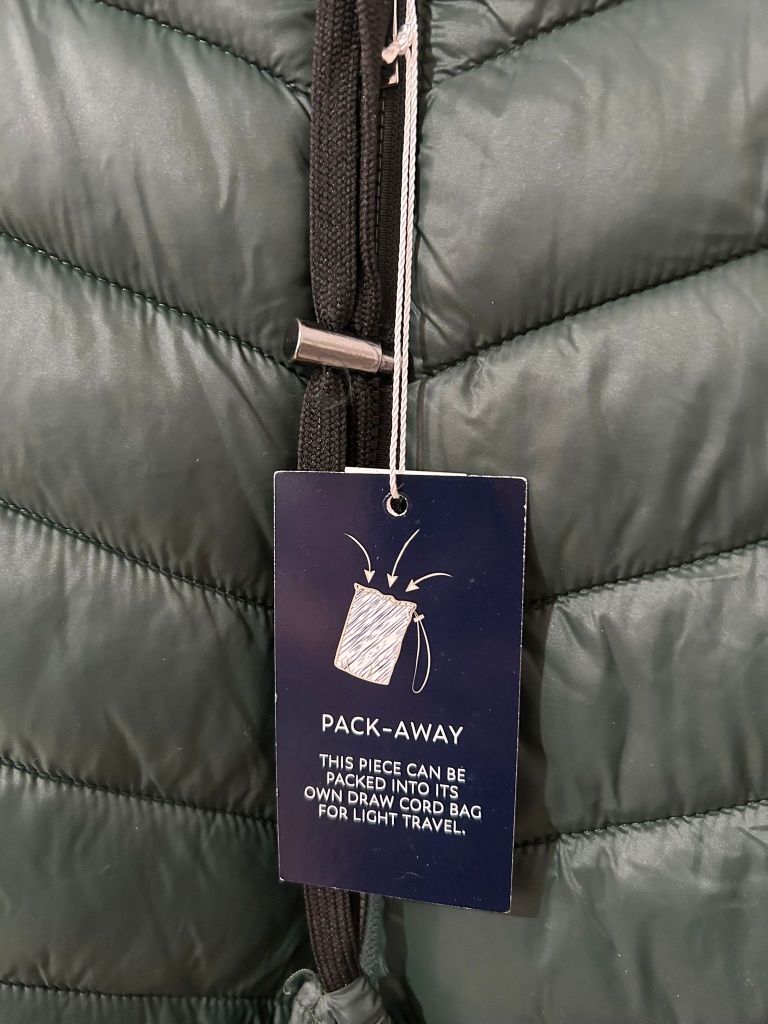 PACK-AWAY
THIS PIECE CAN BE
PACKED INTO ITS
OWN DRAW CORD BAG
FOR LIGHT TRAVEL.